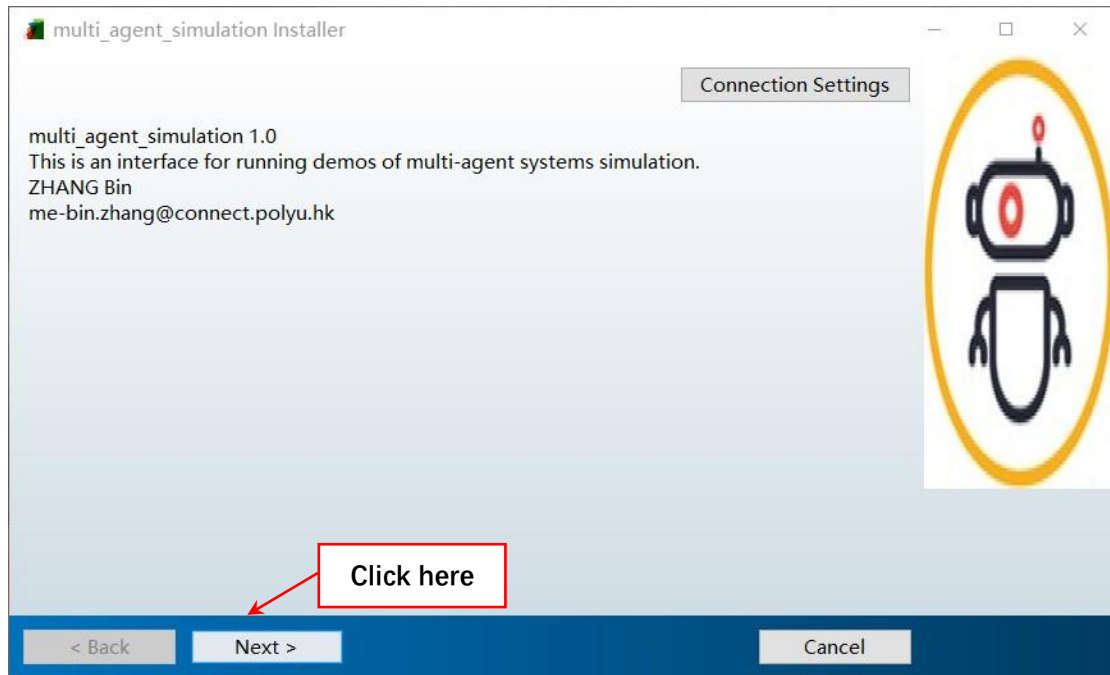 multi_agent_simulation Installer
Connection Settings
multi_agent_simulation 1.0
This is an interface for running demos of multi-agent systems simulation.
ZHANG Bin
me-bin.zhang@connect.polyu.hk
Click here
< Back
Next >
Cancel